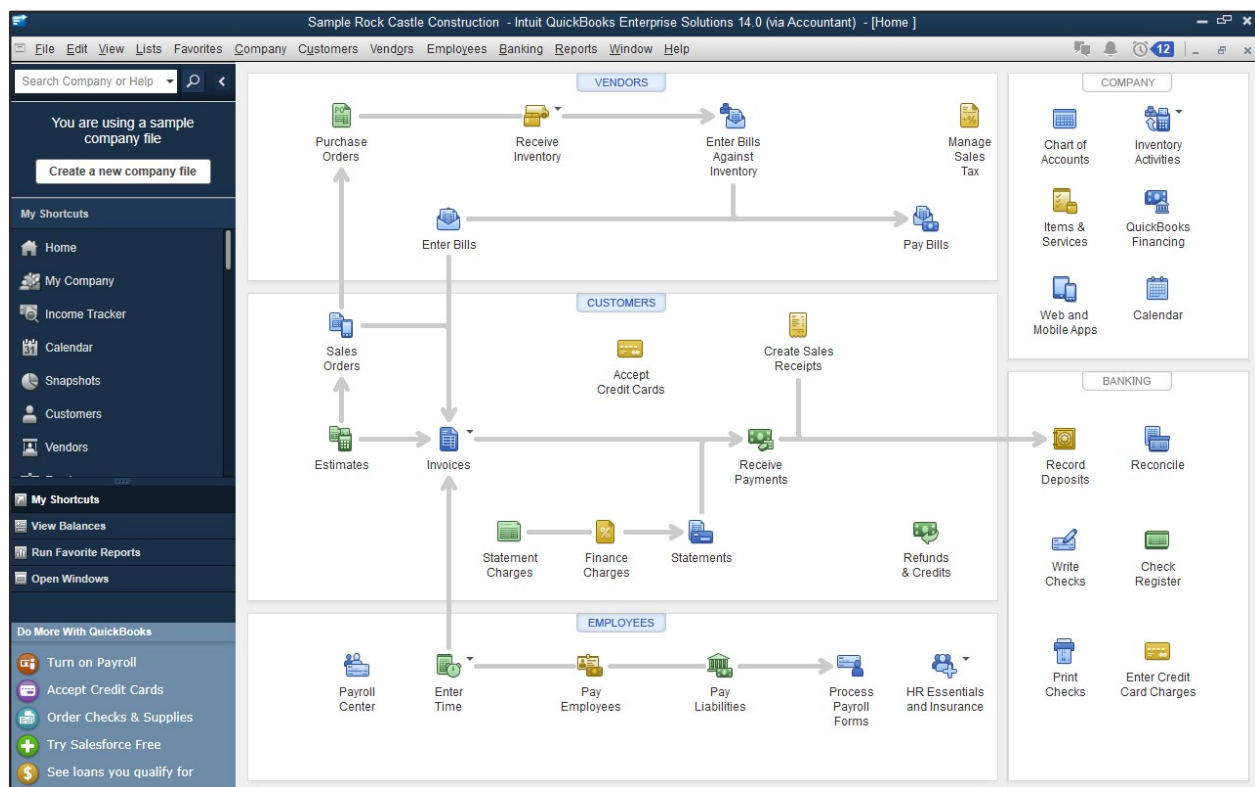 Sample Rock Castle Construction - Intuit QuickBooks Enterprise Solutions 14.0 (via Accountant) - [Home ]
File Edit View Lists Favorites Company Customers Vendors Employees Banking Reports Window Help
12
Search Company or Help
You are using a sample
company file
Create a new company file
My Shortcuts
Home
My Company
Income Tracker
31
Calendar
Snapshots
Customers
Vendors
My Shortcuts
View Balances
Run Favorite Reports
Open Windows
Do More With QuickBooks
Turn on Payroll
Accept Credit Cards
Order Checks & Supplies
Try Salesforce Free
See loans you qualify for
VENDORS
PO
Purchase
Orders
Receive
Inventory
Enter Bills
Against
Inventory
Manage
Sales
Tax
Enter Bills
Pay Bills
CUSTOMERS
Sales
Orders
Accept
Credit Cards
Create Sales
Receipts
Estimates
Invoices
Receive
Payments
Statement
Charges
Finance
Charges
Statements
Refunds
& Credits
EMPLOYEES
Payroll
Center
Enter
Time
Pay
Employees
Pay
Liabilities
Process
Payroll
Forms
HR Essentials
and Insurance
COMPANY
Chart of
Accounts
Inventory
Activities
Items &
Services
QuickBooks
Financing
Web and
Mobile Apps
Calendar
BANKING
Record
Deposits
Reconcile
Write
Checks
Check
Register
Print
Checks
Enter Credit
Card Charges